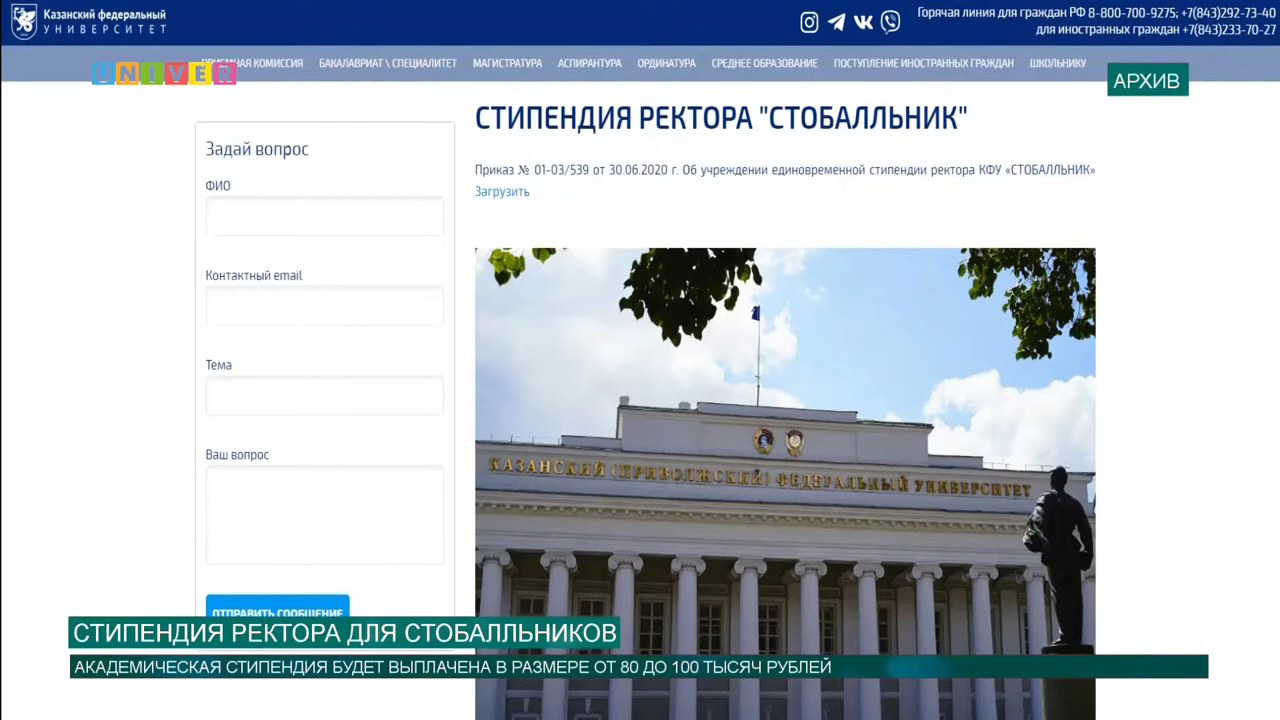 Казанский федеральный
УНИВЕРСИТЕТ
Горячая линия для граждан РФ 8-800-700-9275; +7(843)292-73-40
для иностранных граждан +7(843)233-70-27
ПРИЕМНАЯ КОМИССИЯ БАКАЛАВРИАТ \ СПЕЦИАЛИТЕТ МАГИСТРАТУРА АСПИРАНТУРА ОРДИНАТУРА СРЕДНЕЕ ОБРАЗОВАНИЕ ПОСТУПЛЕНИЕ ИНОСТРАННЫХ ГРАЖДАН ШКОЛЬНИКУ
UNIVER
АРХИВ
СТИПЕНДИЯ РЕКТОРА "СТОБАЛЛЬНИК"
Приказ № 01-03/539 от 30.06.2020 г. Об учреждении единовременной стипендии ректора КФУ «СТОБАЛЛЬНИК»
Загрузить
Задай вопрос
ФИО
Контактный email
Тема
Ваш вопрос
ОТПРАВИТЬ СООБЩЕНИЕ
КАЗАНСКИЙ (ПРИВОЛЖСКИЙ) ФЕДЕРАЛЬНЫЙ УНИВЕРСИТЕТ
СТИПЕНДИЯ РЕКТОРА ДЛЯ СТОБАЛЛЬНИКОВ
АКАДЕМИЧЕСКАЯ СТИПЕНДИЯ БУДЕТ ВЫПЛАЧЕНА В РАЗМЕРЕ ОТ 80 ДО 100 ТЫСЯЧ РУБЛЕЙ